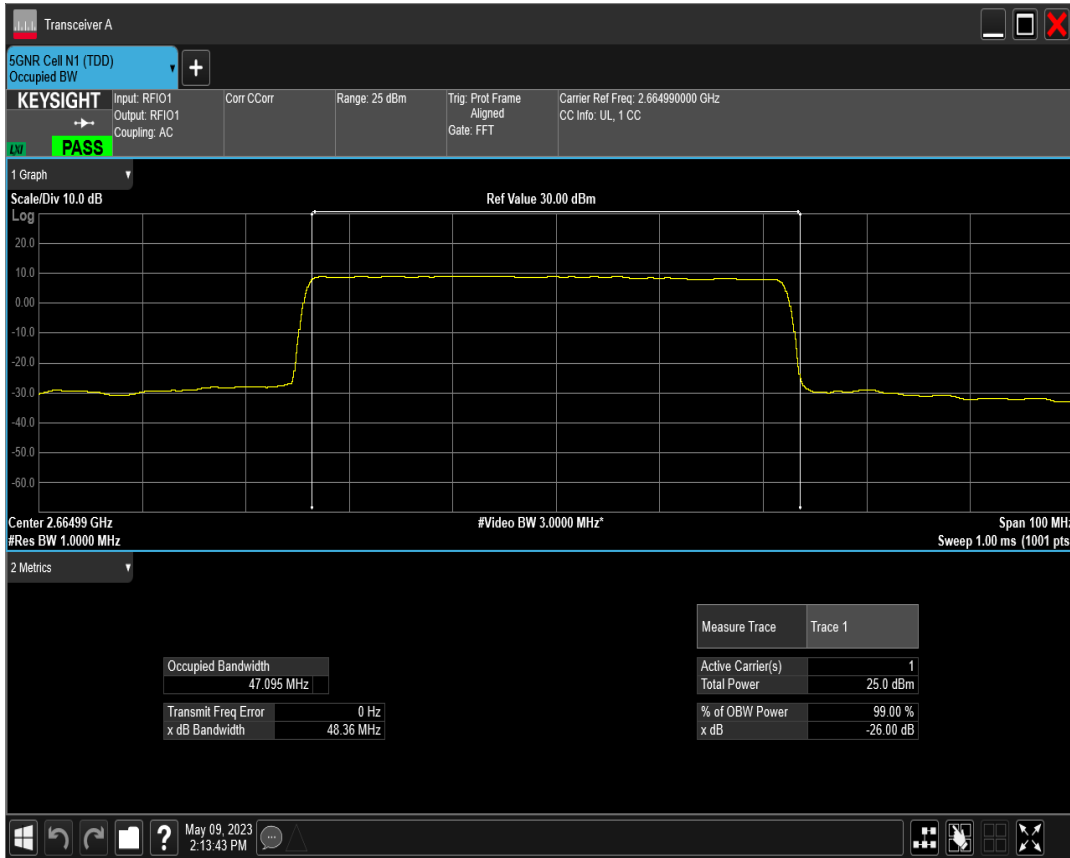 Transceiver A
5GNR Cell N1 (TDD)
Occupied BW
KEYSIGHT
LXI
PASS
Input: RFIO1
Output: RFIO1
Coupling: AC
Corr CCorr
Range: 25 dBm
Trig: Prot Frame
Aligned
Gate: FFT
Carrier Ref Freq: 2.664990000 GHz
CC Info: UL, 1 CC
1 Graph
Scale/Div 10.0 dB
Ref Value 30.00 dBm
Log
20.0
10.0
0.00
-10.0
-20.0
-30.0
-40.0
-50.0
-60.0
Center 2.66499 GHz
#Video BW 3.0000 MHz*
Span 100 MHz
#Res BW 1.0000 MHz
Sweep 1.00 ms (1001 pts
2 Metrics
Measure Trace Trace 1
Occupied Bandwidth
47.095 MHz
Active Carrier(s) 1
Total Power 25.0 dBm
Transmit Freq Error 0 Hz
x dB Bandwidth 48.36 MHz
% of OBW Power 99.00 %
x dB -26.00 dB
May 09, 2023
2:13:43 PM